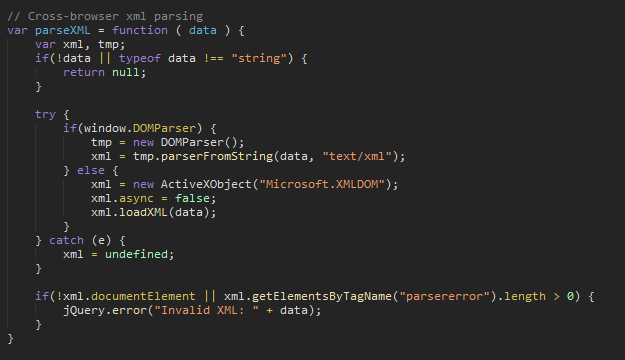 // Cross-browser xml parsing
var parseXML = function ( data ) {
    var xml, tmp;
    if(!data || typeof data !== "string") {
        return null;
    }

    try {
        if(window.DOMParser) {
            tmp = new DOMParser();
            xml = tmp.parserFromString(data, "text/xml");
        } else {
            xml = new ActiveXObject("Microsoft.XMLDOM");
            xml.async = false;
            xml.loadXML(data);
        }
    } catch (e) {
        xml = undefined;
    }

    if(!xml.documentElement || xml.getElementsByTagName("parsererror").length > 0) {
        jQuery.error("Invalid XML: " + data);
    }
}